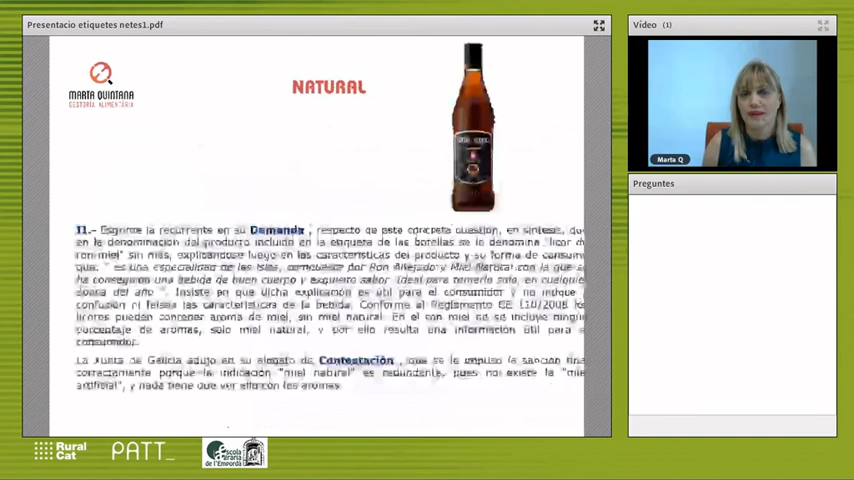 Presentacio etiquetes netes1.pdf
MARTA QUINTANA
GESTORIA ALIMENTÀRIA
NATURAL
II.- Esgrime la recurrente en su Demanda , respecto de este concreto cuestión, en síntesis,
en la denominación del producto incluido en la etiqueta de las botellas se le denomina "licor de
ron miel" sin más, explicándose luego en las características del producto y su forma de consumo
que: " es una especialidad de las islas, compuesta por Ron Añejado y Miel Natural con la que se
ha conseguido una bebida de buen cuerpo y exquisito sabor. Ideal para tomarlo solo, en cualquier
época del año ". Insiste en que dicha explicación es útil para el consumidor y no induce
confusión ni falsea las características de la bebida. Conforme al Reglamento CE 110/2008 los
licores pueden contener aroma de miel, sin miel natural. En el ron miel no se incluye ningún
porcentaje de aromas, solo miel natural, y por ello resulta una información útil para
consumidor.
La Junta de Galicia adujo en su alegato de Contestación , que se le impuso la sanción
correctamente porque la indicación "miel natural" es redundante, pues no existe la
artificial", y nada tiene que ver ello con los aromas
Vídeo (1)
Marta Q
Preguntes
Rural
Cat
PATT_
escola
agrària
de l'Empordà